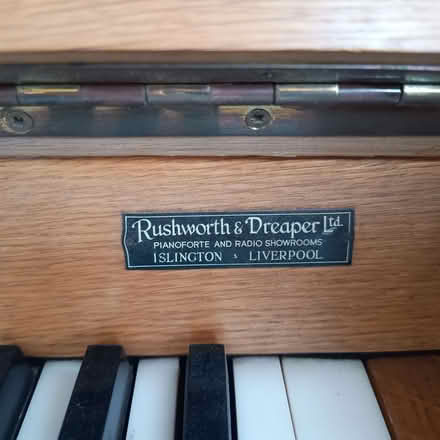 Rushworth & Dreaper Ltd.
PIANOFORTE AND RADIO SHOWROOMS
ISLINGTON LIVERPOOL